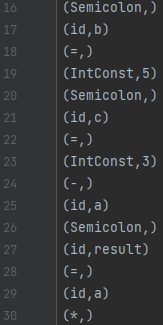 16 (Semicolon,)
17 (id,b)
18 (=,)
19 (IntConst,5)
20 (Semicolon,)
21 (id,c)
22 (=,)
23 (IntConst,3)
24 (-,)
25 (id,a)
26 (Semicolon,)
27 (id,result)
28 (=,)
29 (id,a)
30 (*,)